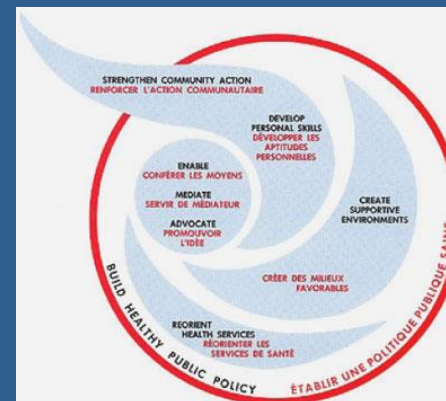 STRENGTHEN COMMUNITY ACTION
RENFORCER L'ACTION COMMUNAUTAIRE
DEVELOP
PERSONAL SKILLS
DÉVELOPPER LES
APTITUDES
PERSONNELLES
ENABLE
CONFÉRER LES MOYENS
MEDIATE
SERVIR DE MÉDIATEUR
ADVOCATE
PROMOUVOIR
L'IDÉE
CREATE
SUPPORTIVE
ENVIRONMENTS
CRÉER DES MILIEUX
FAVORABLES
REORIENT
HEALTH SERVICES
RÉORIENTER LES
SERVICES DE SANTÉ
BUILD HEALTHY PUBLIC POLICY
ÉTABLIR UNE POLITIQUE PUBLIQUE SAINE